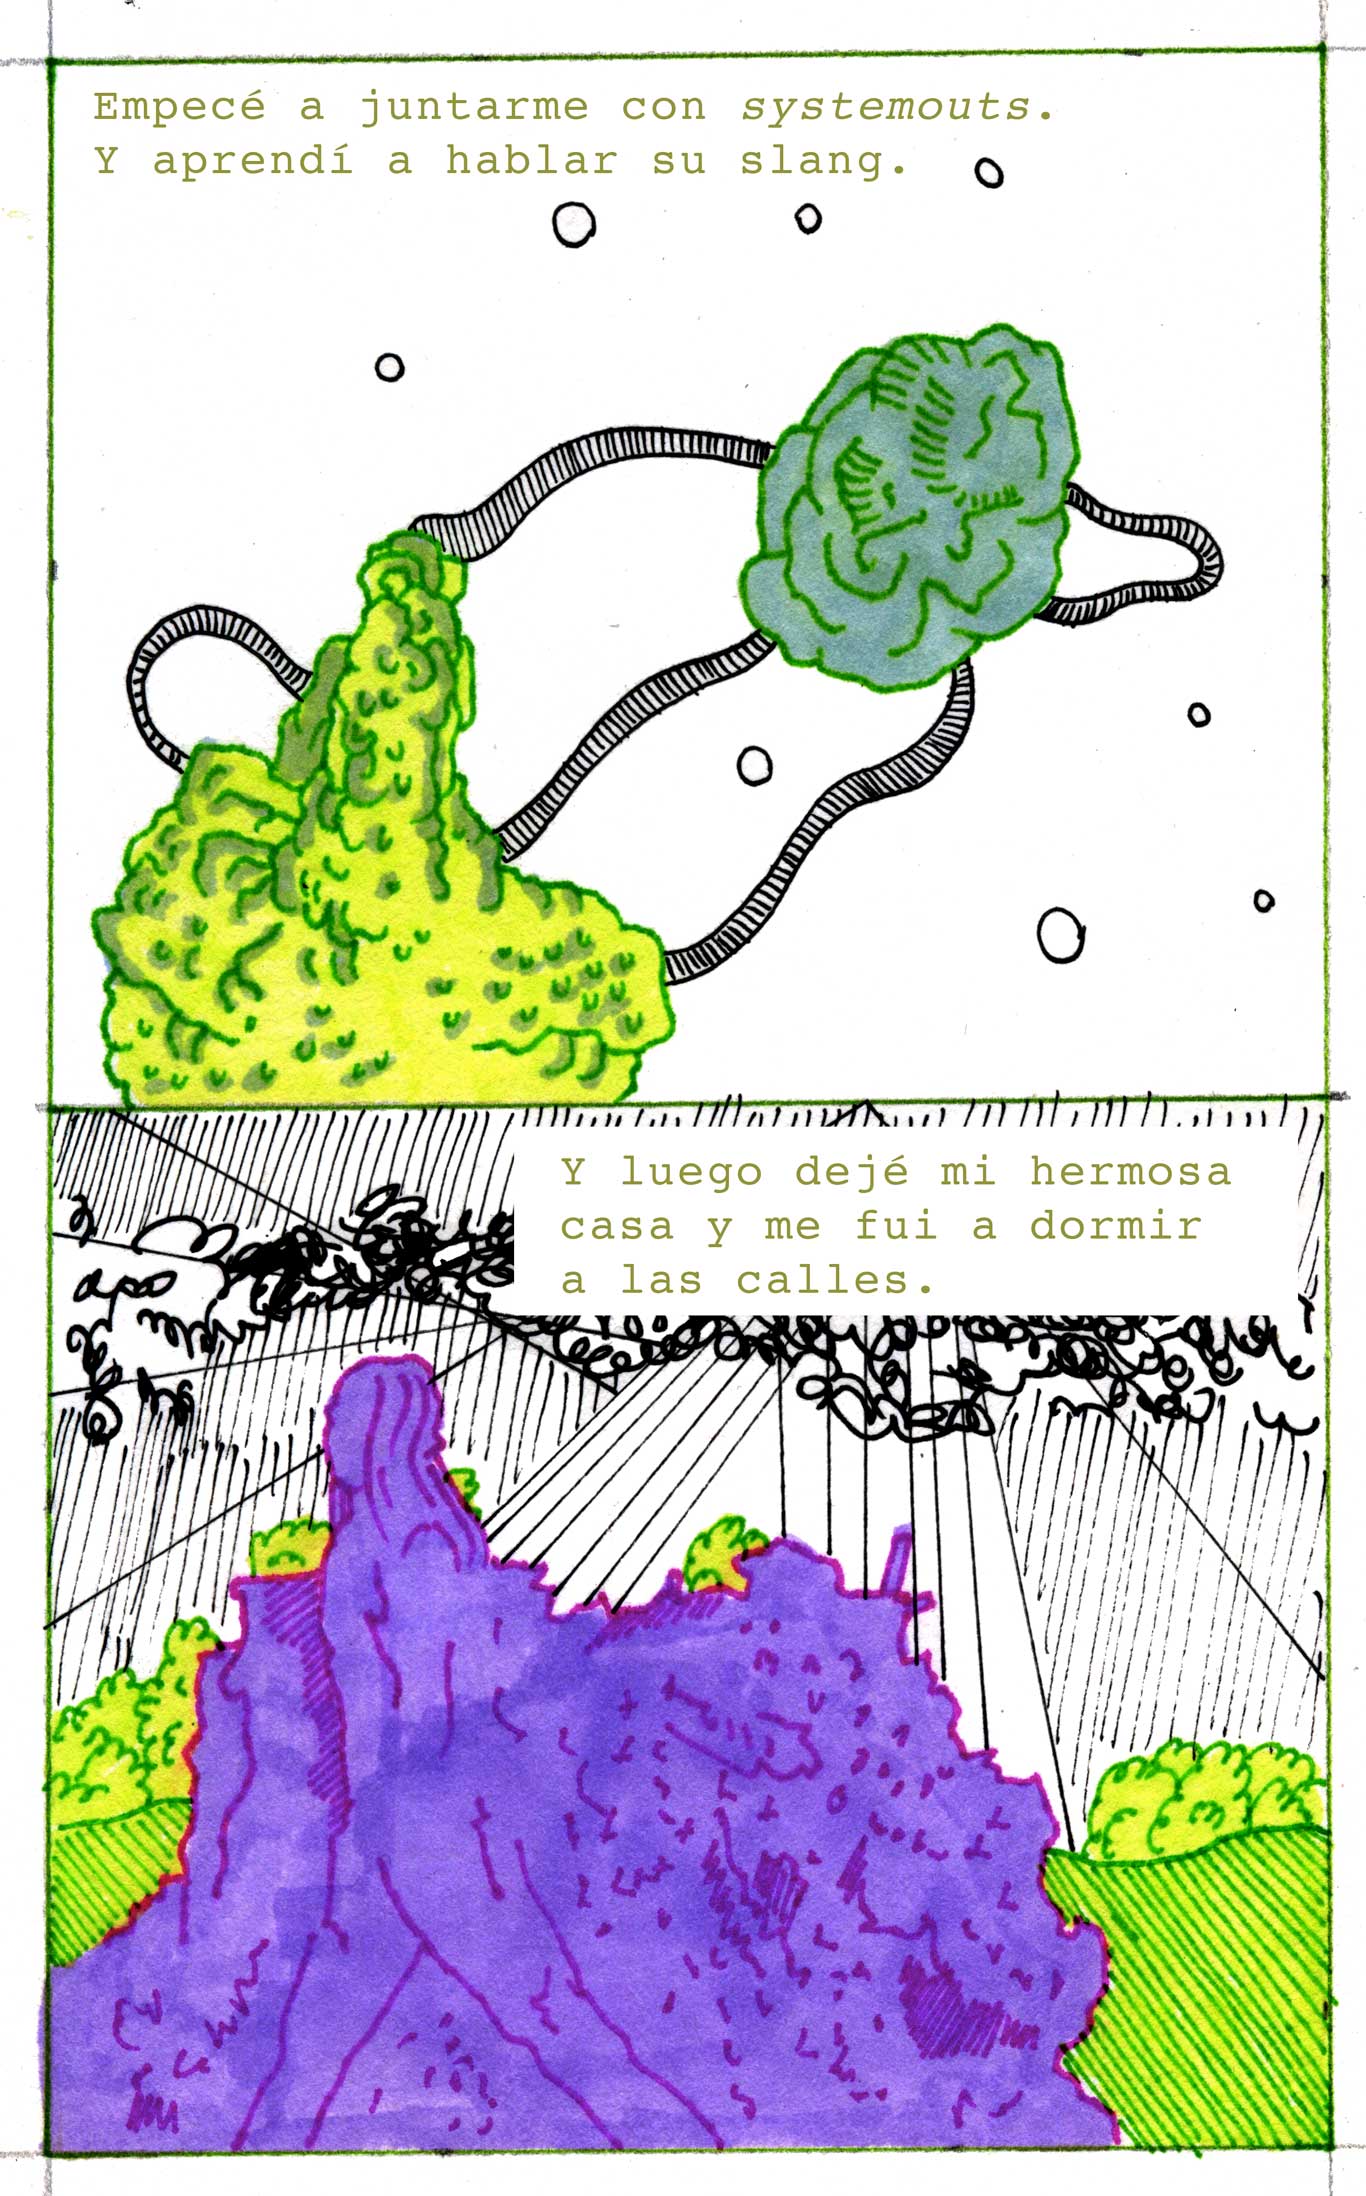 Empecé a juntarme con systemouts.
Y aprendí a hablar su slang.
Y luego dejé mi hermosa
casa y me fui a dormir
a las calles.